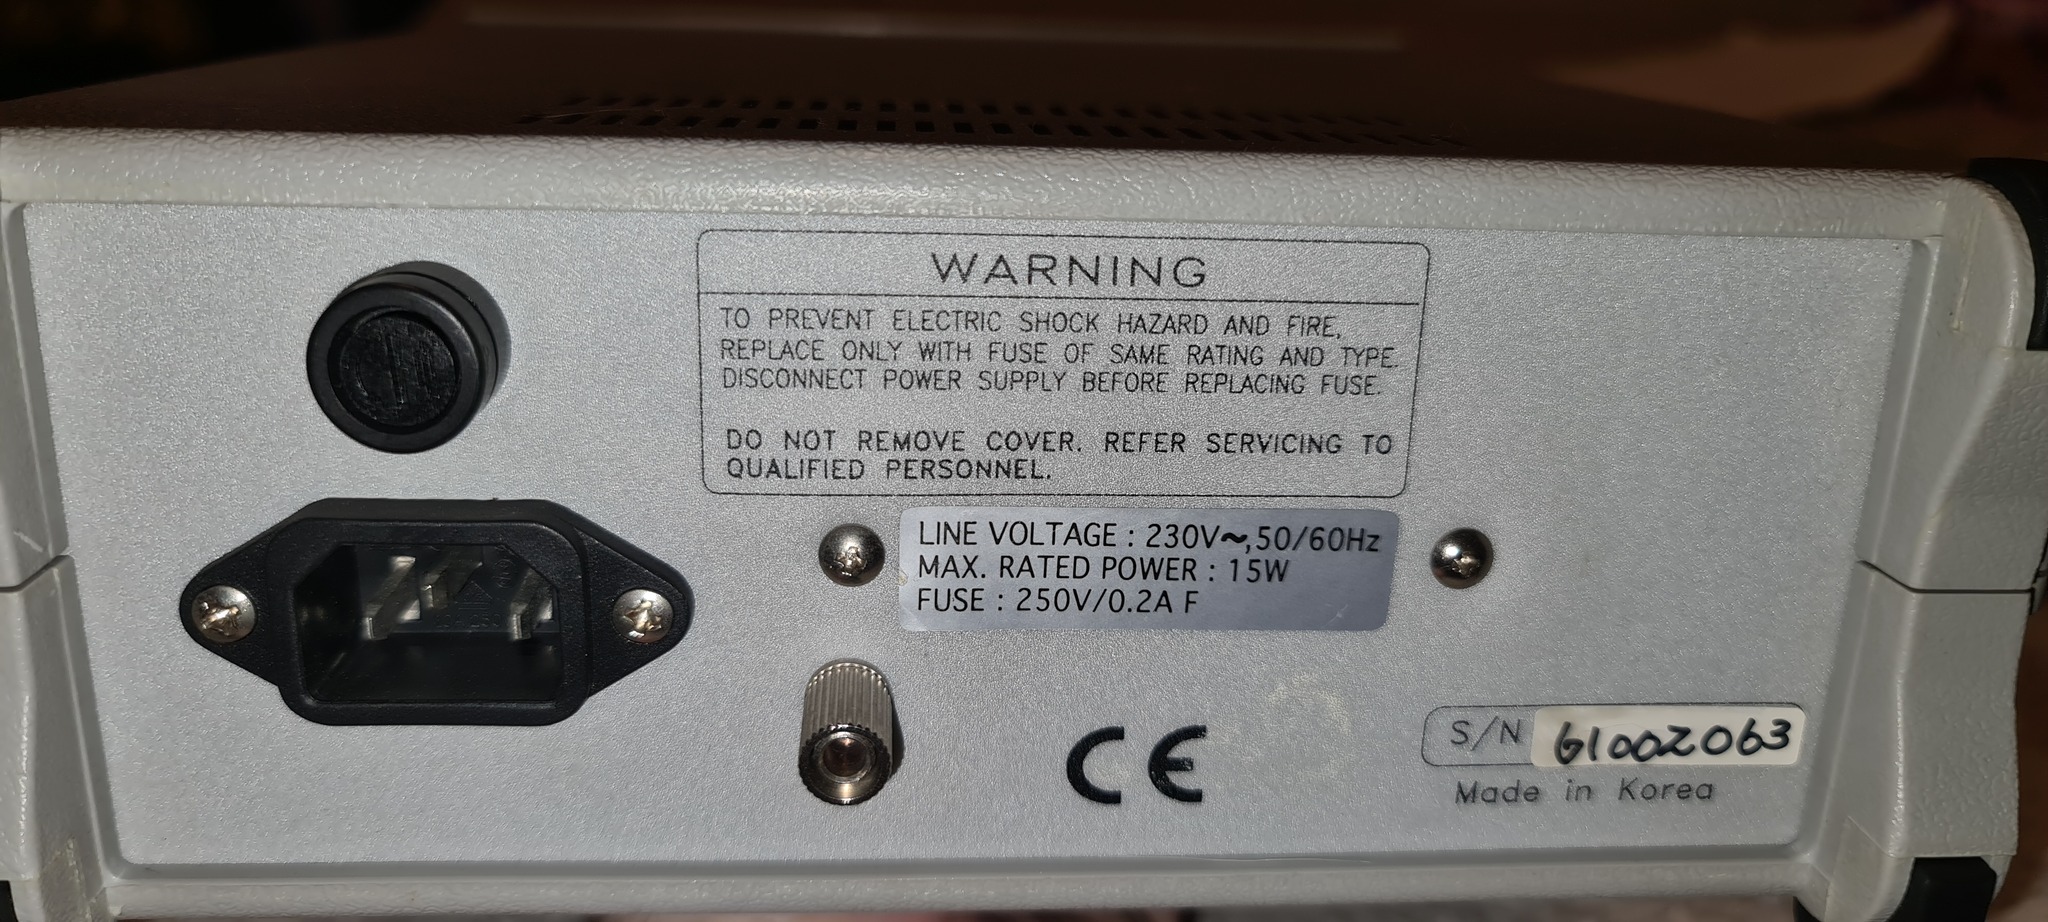 WARNING
TO PREVENT ELECTRIC SHOCK HAZARD AND FIRE,
REPLACE ONLY WITH FUSE OF SAME RATING AND TYPE.
DISCONNECT POWER SUPPLY BEFORE REPLACING FUSE.
DO NOT REMOVE COVER. REFER SERVICING TO
QUALIFIED PERSONNEL.
LINE VOLTAGE : 230V~,50/60Hz
MAX. RATED POWER : 15W
FUSE : 250V/0.2A F
CE
S/N 61002063
Made in Korea